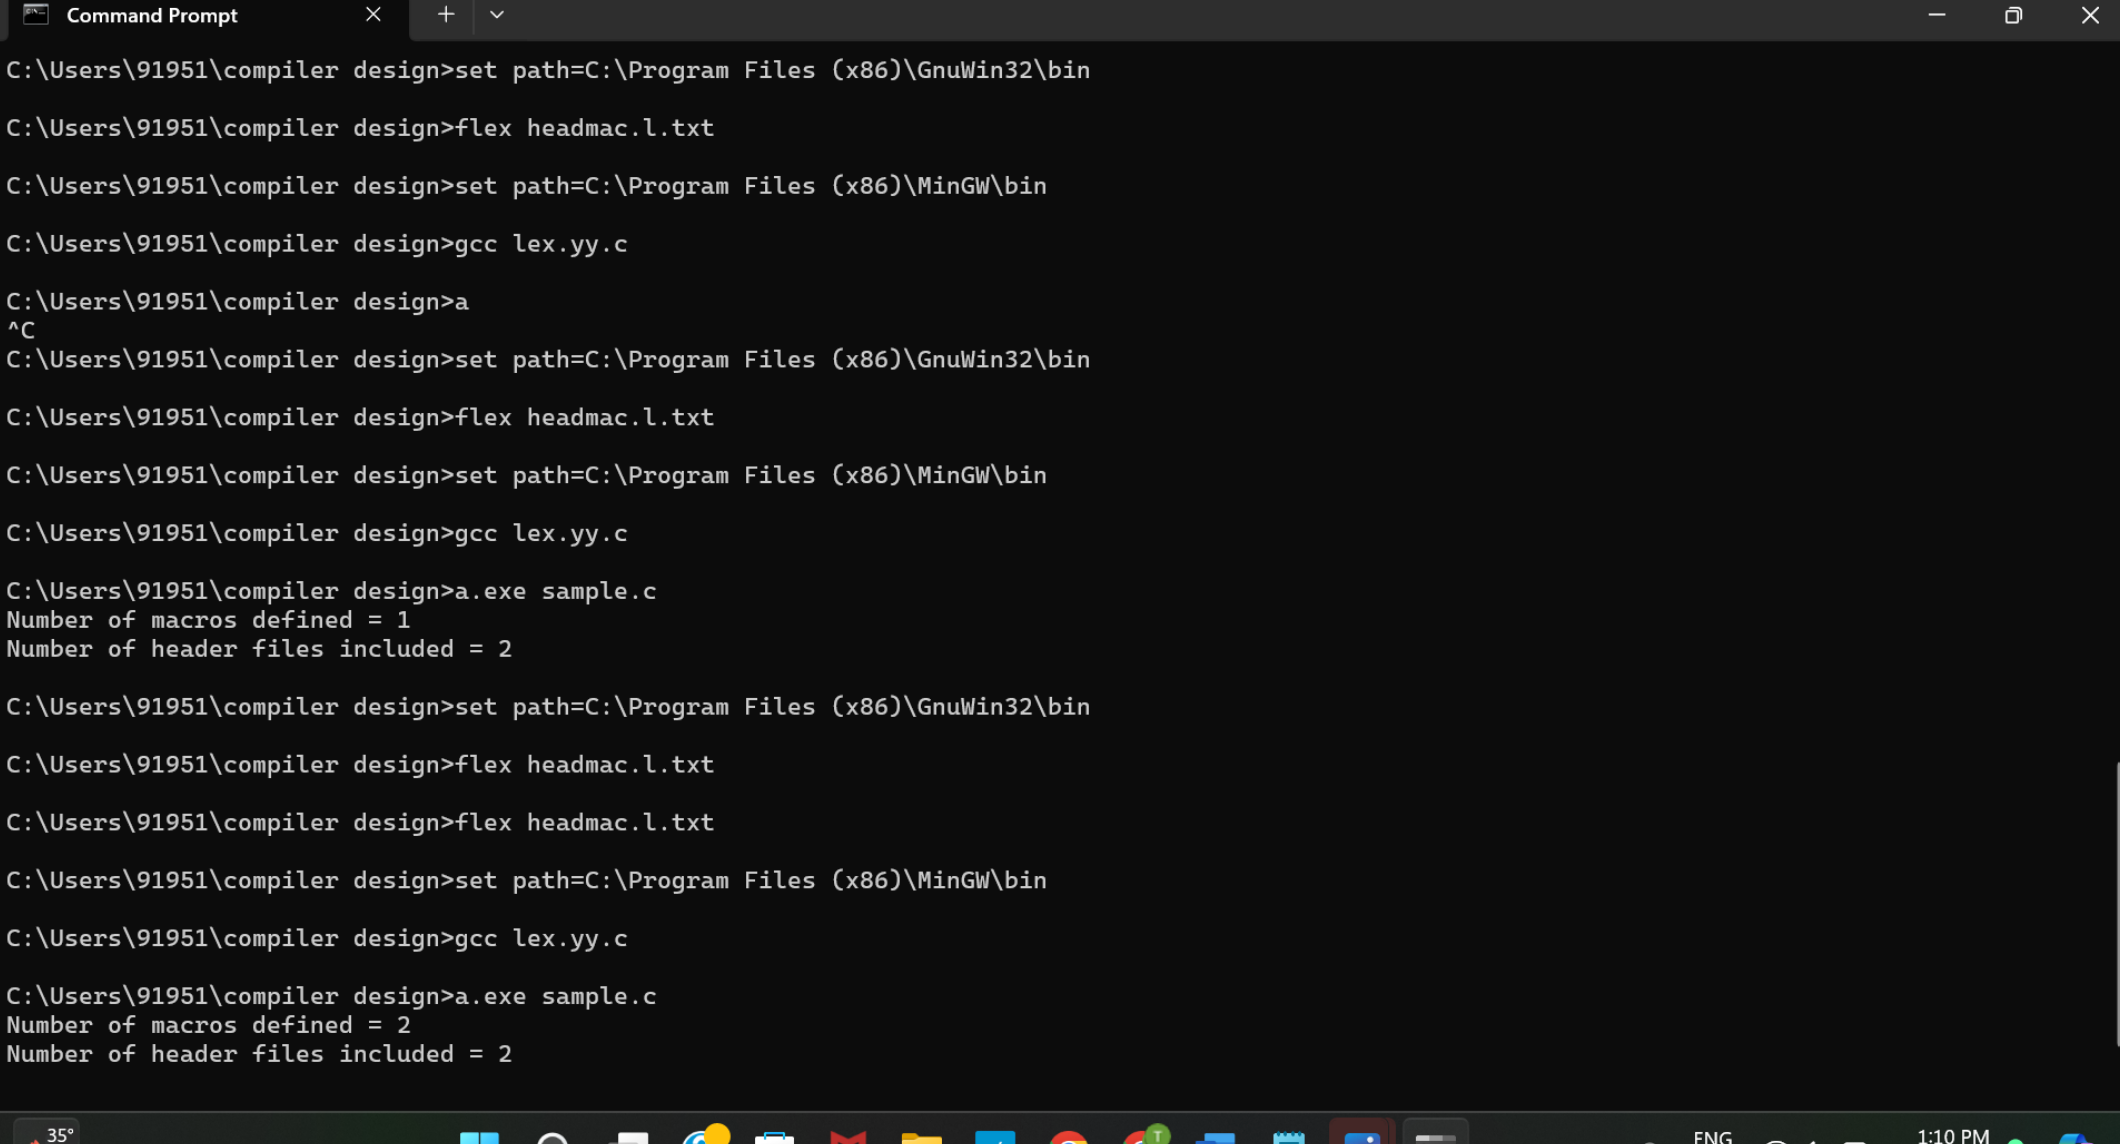 Command Prompt
C:\Users\91951\compiler design>set path=C:\Program Files (x86)\GnuWin32\bin
C:\Users\91951\compiler design>flex headmac.l.txt
C:\Users\91951\compiler design>set path=C:\Program Files (x86)\MinGW\bin
C:\Users\91951\compiler design>gcc lex.yy.c
C:\Users\91951\compiler design>a
^C
C:\Users\91951\compiler design>set path=C:\Program Files (x86)\GnuWin32\bin
C:\Users\91951\compiler design>flex headmac.l.txt
C:\Users\91951\compiler design>set path=C:\Program Files (x86)\MinGW\bin
C:\Users\91951\compiler design>gcc lex.yy.c
C:\Users\91951\compiler design>a.exe sample.c
Number of macros defined = 1
Number of header files included = 2
C:\Users\91951\compiler design>set path=C:\Program Files (x86)\GnuWin32\bin
C:\Users\91951\compiler design>flex headmac.l.txt
C:\Users\91951\compiler design>flex headmac.l.txt
C:\Users\91951\compiler design>set path=C:\Program Files (x86)\MinGW\bin
C:\Users\91951\compiler design>gcc lex.yy.c
C:\Users\91951\compiler design>a.exe sample.c
Number of macros defined = 2
Number of header files included = 2
35°
T
ENG
1:10 PM